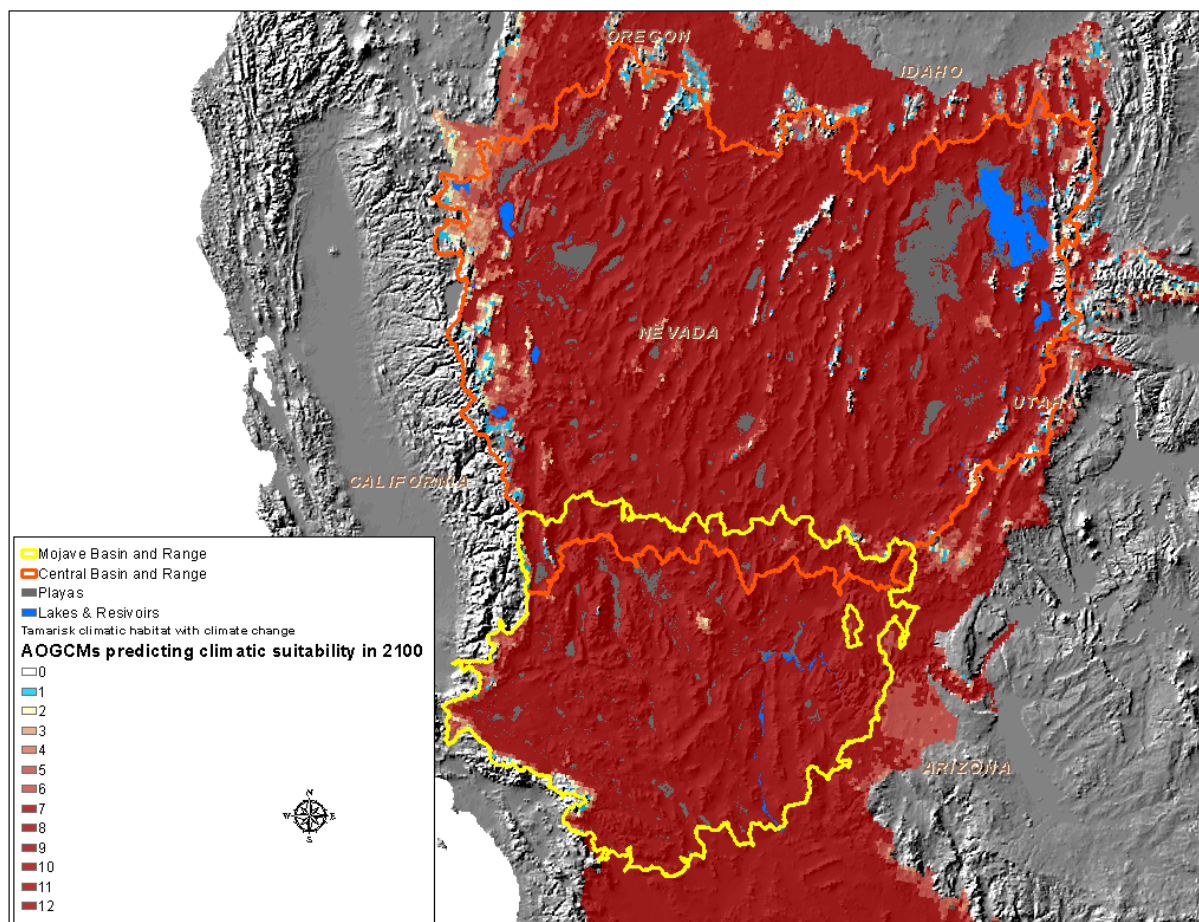 OREGON
IDAHO
NEVADA
UTAH
CALIFORNIA
ARIZONA
Mojave Basin and Range
Central Basin and Range
Playas
Lakes & Resivoirs
Tamarisk climatic habitat with climate change
AOGCMs predicting climatic suitability in 2100
0
1
2
3
4
5
6
7
8
9
10
11
12
N
W E
S